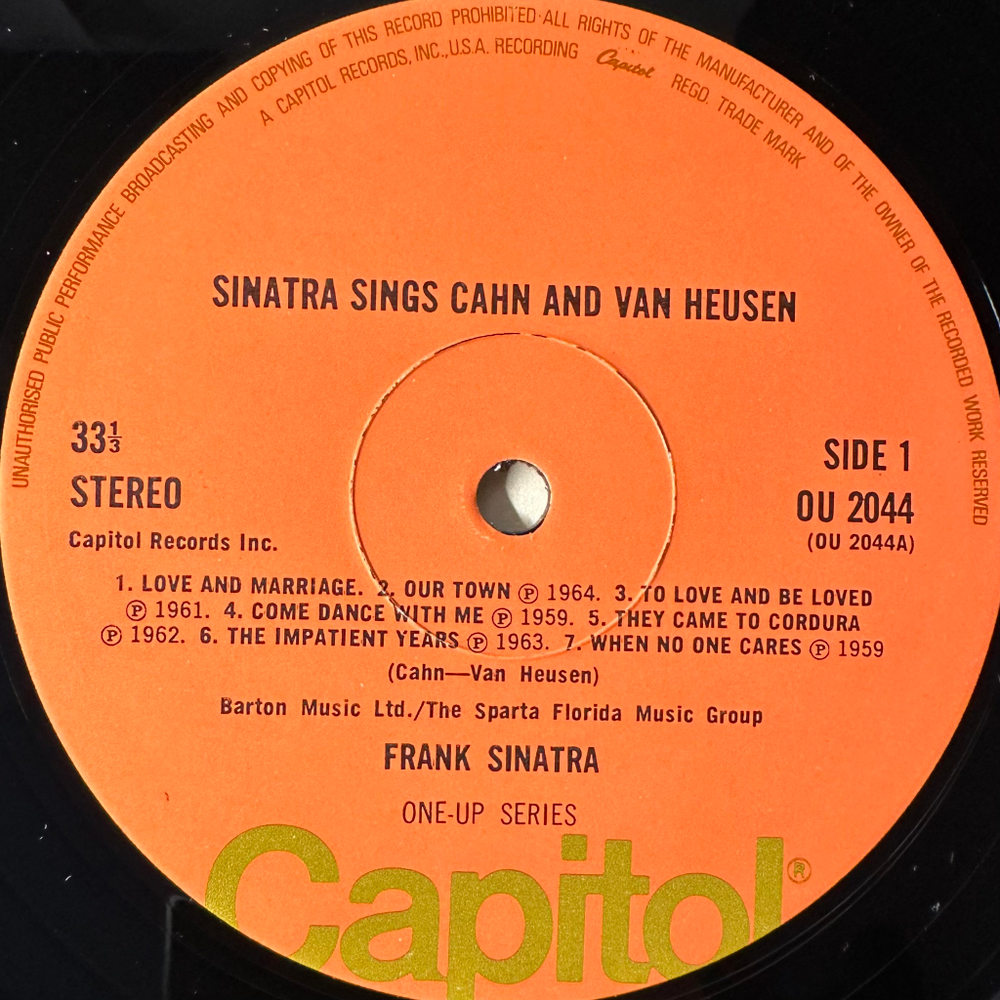 UNAUTHORISED PUBLIC PERFORMANCE BROADCASTING AND COPYING OF THIS RECORD PROHIBITED·ALL RIGHTS OF THE MANUFACTURER AND OF THE OWNER OF THE RECORDED WORK RESERVED
A CAPITOL RECORDS, INC., U.S.A. RECORDING Capitol REGD. TRADE MARK
SINATRA SINGS CAHN AND VAN HEUSEN
33⅓
STEREO
Capitol Records Inc.
SIDE 1
OU 2044
(OU 2044A)
1. LOVE AND MARRIAGE. 2. OUR TOWN ℗ 1964. 3. TO LOVE AND BE LOVED
℗ 1961. 4. COME DANCE WITH ME ℗ 1959. 5. THEY CAME TO CORDURA
℗ 1962. 6. THE IMPATIENT YEARS ℗ 1963. 7. WHEN NO ONE CARES ℗ 1959
(Cahn—Van Heusen)
Barton Music Ltd./The Sparta Florida Music Group
FRANK SINATRA
ONE-UP SERIES
Capitol®